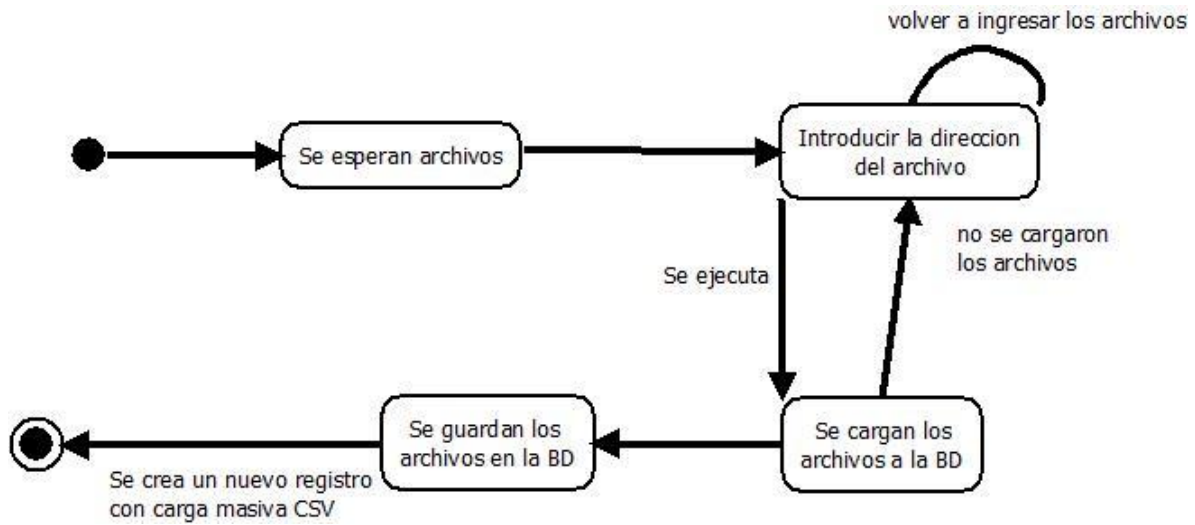 volver a ingresar los archivos
Se esperan archivos
Introducir la direccion
del archivo
no se cargaron
los archivos
Se ejecuta
Se guardan los
archivos en la BD
Se cargan los
archivos a la BD
Se crea un nuevo registro
con carga masiva CSV